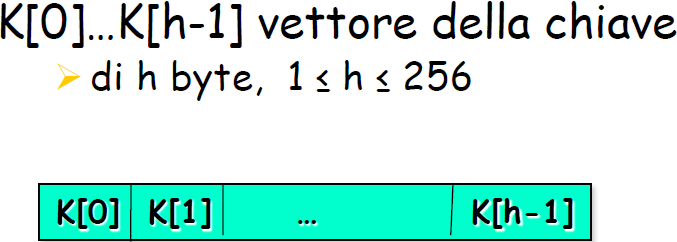 K[0]…K[h-1] vettore della chiave
di h byte, 1 ≤ h ≤ 256
K[0] K[1] … K[h-1]